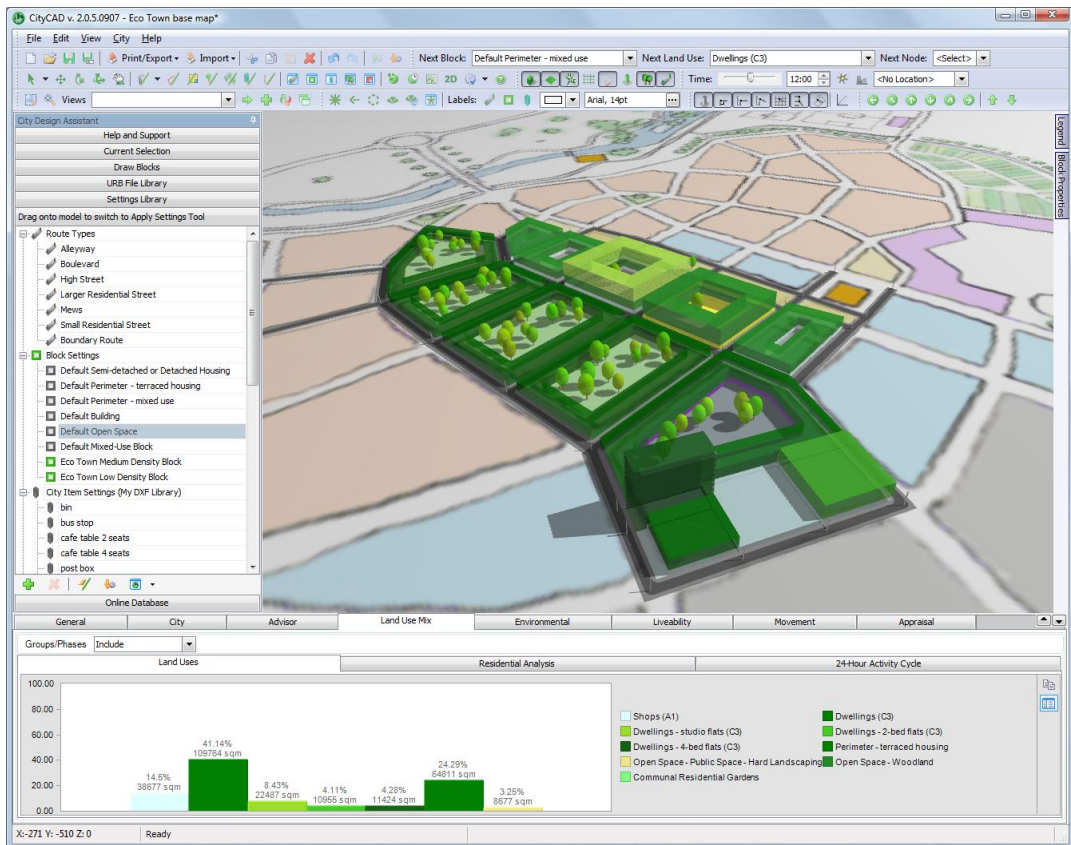 CityCAD v. 2.0.5.0907 - Eco Town base map*
File Edit View City Help
Print/Export Import Next Block: Default Perimeter - mixed use Next Land Use: Dwellings (C3) Next Node: <Select>
2D Time: 12:00 <No Location>
Views Labels: Arial, 14pt
City Design Assistant
Help and Support
Current Selection
Draw Blocks
URB File Library
Settings Library
Drag onto model to switch to Apply Settings Tool
Route Types
Alleyway
Boulevard
High Street
Larger Residential Street
Mews
Small Residential Street
Boundary Route
Block Settings
Default Semi-detached or Detached Housing
Default Perimeter - terraced housing
Default Perimeter - mixed use
Default Building
Default Open Space
Default Mixed-Use Block
Eco Town Medium Density Block
Eco Town Low Density Block
City Item Settings (My DXF Library)
bin
bus stop
cafe table 2 seats
cafe table 4 seats
post box
Online Database
Legend
Block Properties
General City Advisor Land Use Mix Environmental Liveability Movement Appraisal
Groups/Phases Include
Land Uses Residential Analysis 24-Hour Activity Cycle
100.00
80.00
60.00
40.00
20.00
0.00
14.5%
38677 sqm
41.14%
109764 sqm
8.43%
22487 sqm
4.11%
10955 sqm
4.28%
11424 sqm
24.29%
64811 sqm
3.25%
8677 sqm
Shops (A1) Dwellings (C3)
Dwellings - studio flats (C3) Dwellings - 2-bed flats (C3)
Dwellings - 4-bed flats (C3) Perimeter - terraced housing
Open Space - Public Space - Hard Landscaping Open Space - Woodland
Communal Residential Gardens
X:-271 Y: -510 Z: 0 Ready